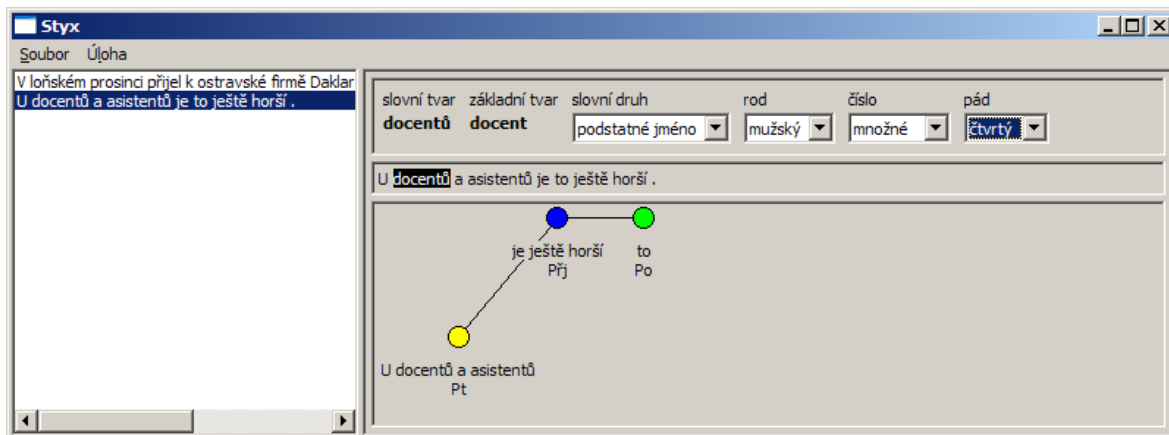 Styx
Soubor Úloha
V loňském prosinci přijel k ostravské firmě Daklar
U docentů a asistentů je to ještě horší .
slovní tvar základní tvar slovní druh rod číslo pád
docentů docent podstatné jméno mužský množné čtvrtý
U docentů a asistentů je to ještě horší .
je ještě horší to
Přj Po
U docentů a asistentů
Pt